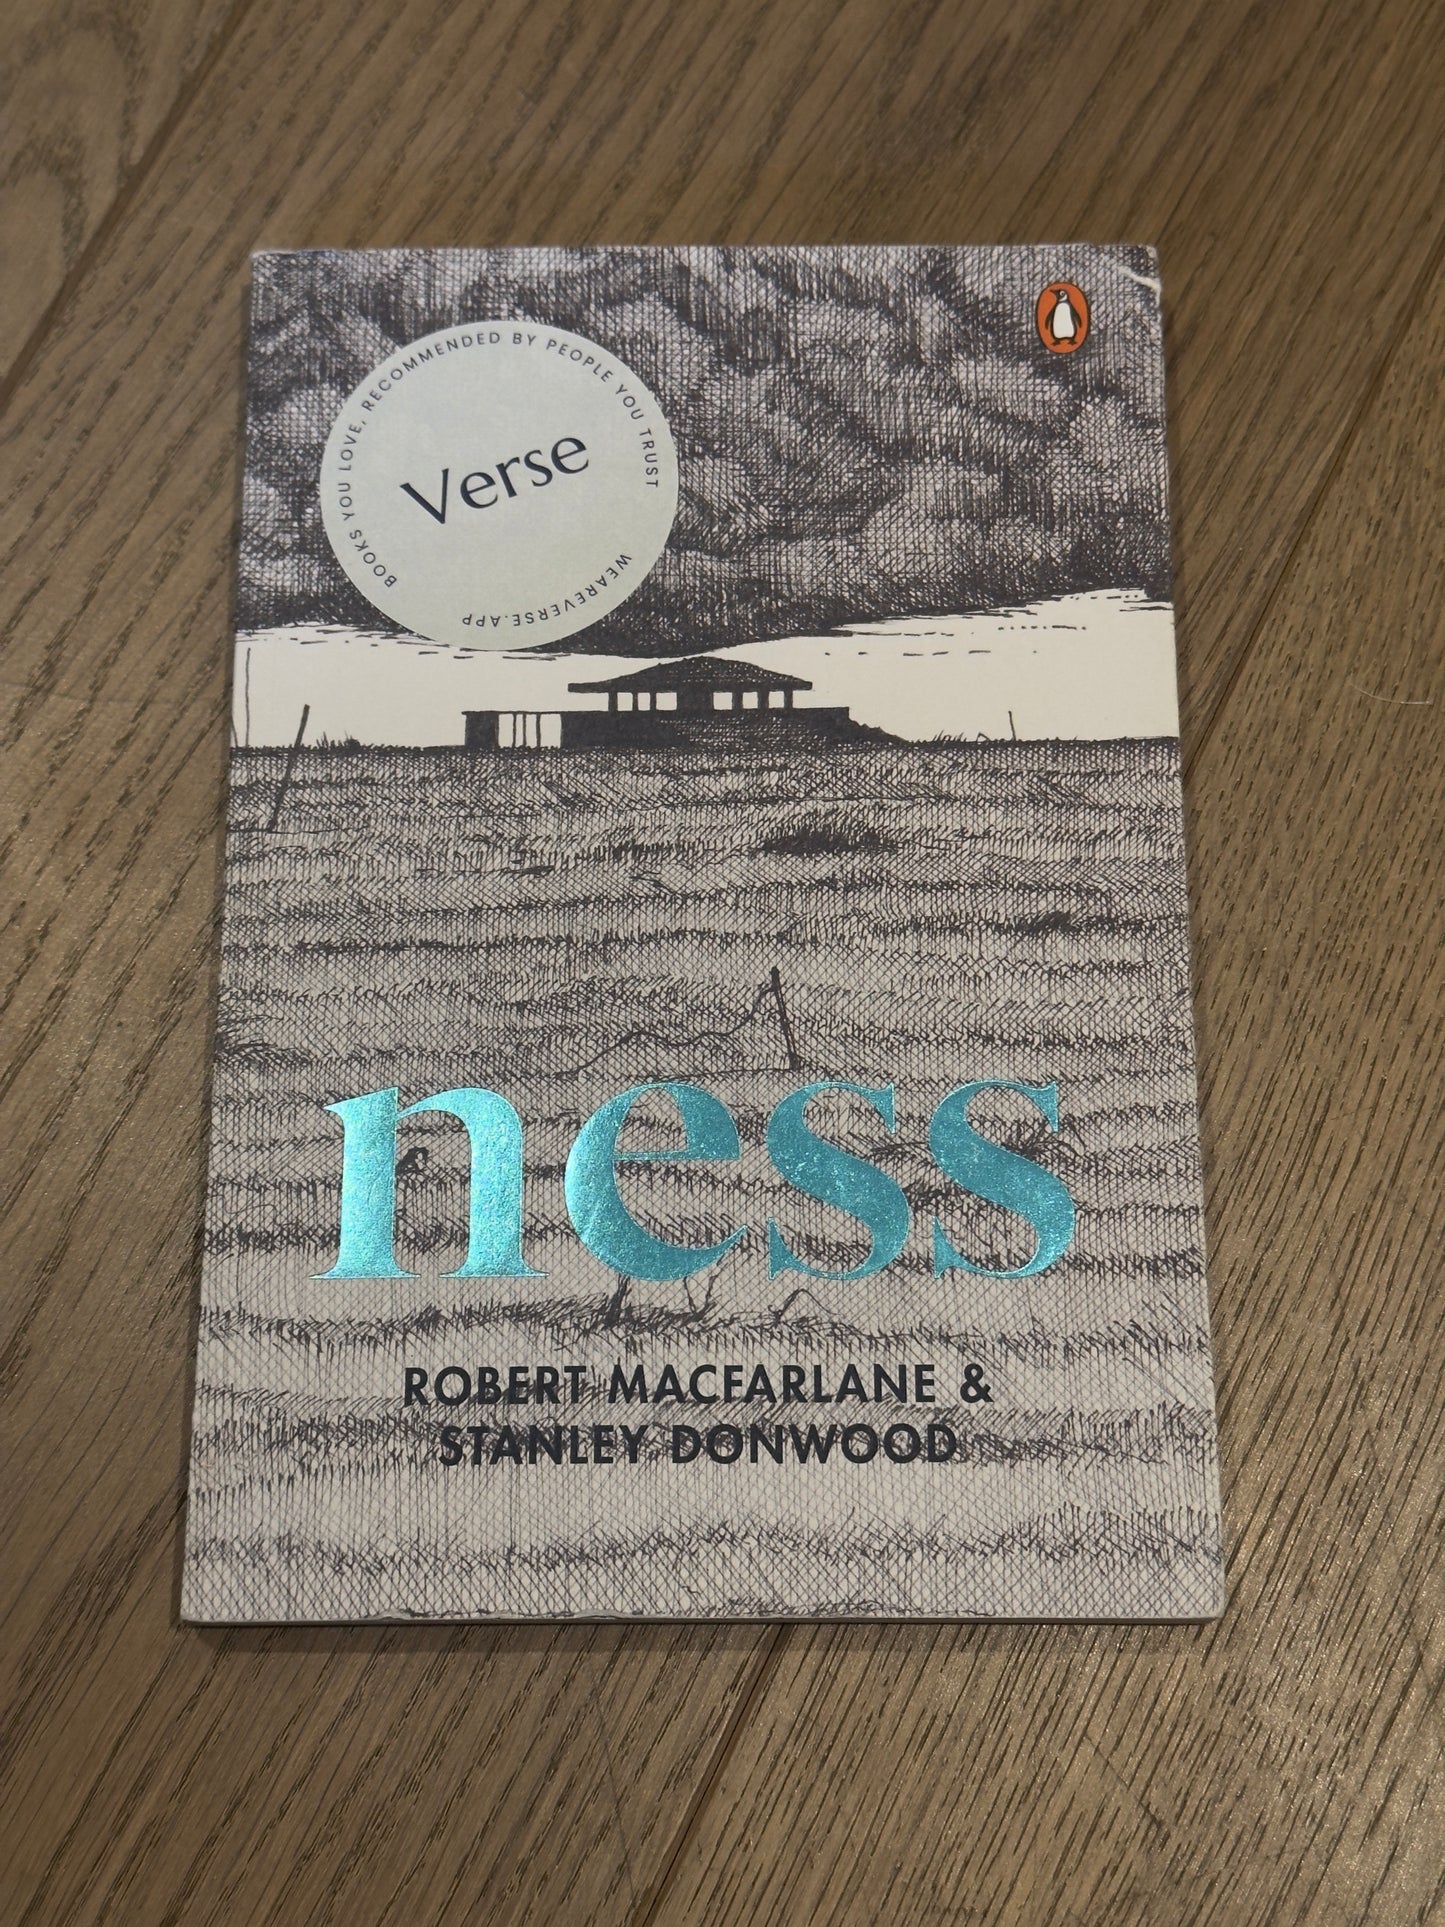 BOOKS YOU LOVE, RECOMMENDED BY PEOPLE YOU TRUST
Verse
WEAREVERSE.APP
ness
ROBERT MACFARLANE &
STANLEY DONWOOD